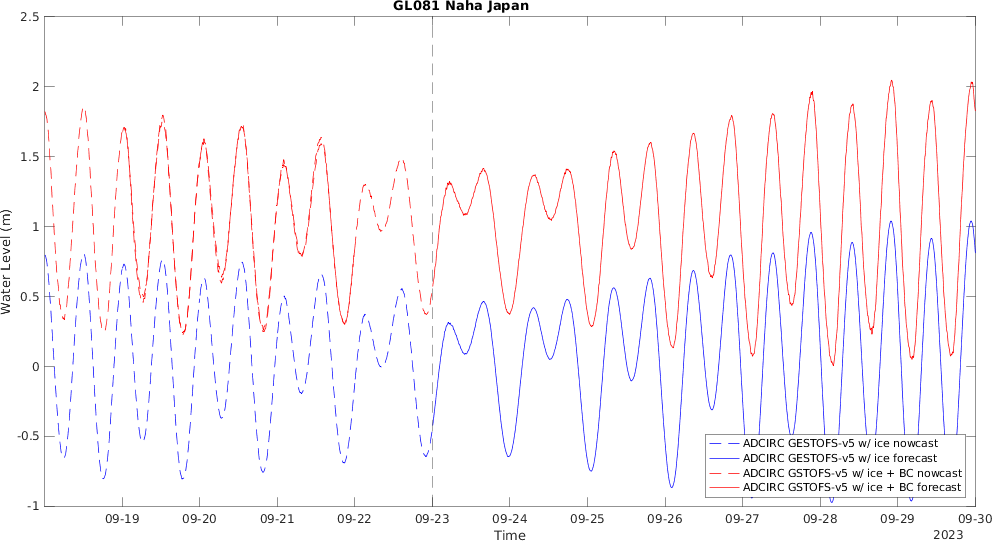 GL081 Naha Japan
Water Level (m)
2.5
2
1.5
1
0.5
0
-0.5
-1
ADCIRC GESTOFS-v5 w/ ice nowcast
ADCIRC GESTOFS-v5 w/ ice forecast
ADCIRC GSTOFS-v5 w/ ice + BC nowcast
ADCIRC GSTOFS-v5 w/ ice + BC forecast
09-19 09-20 09-21 09-22 09-23 09-24 09-25 09-26 09-27 09-28 09-29 09-30
Time
2023